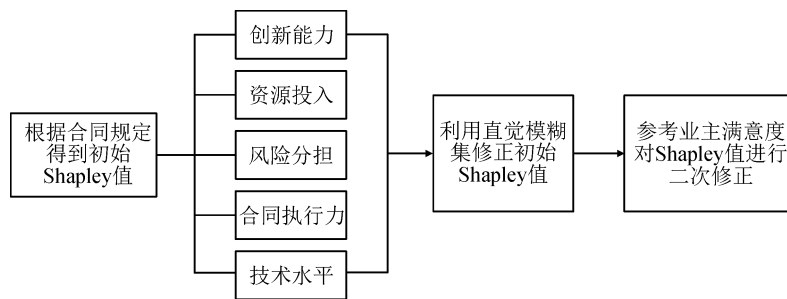 根据合同规定
得到初始
Shapley值
创新能力
资源投入
风险分担
合同执行力
技术水平
利用直觉模糊
集修正初始
Shapley值
参考业主满意度
对Shapley值进行
二次修正